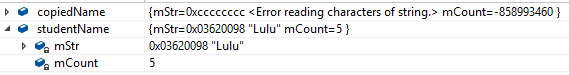 copiedName {mStr=0xcccccccc <Error reading characters of string.> mCount=-858993460 }
studentName {mStr=0x03620098 "Lulu" mCount=5 }
mStr 0x03620098 "Lulu"
mCount 5